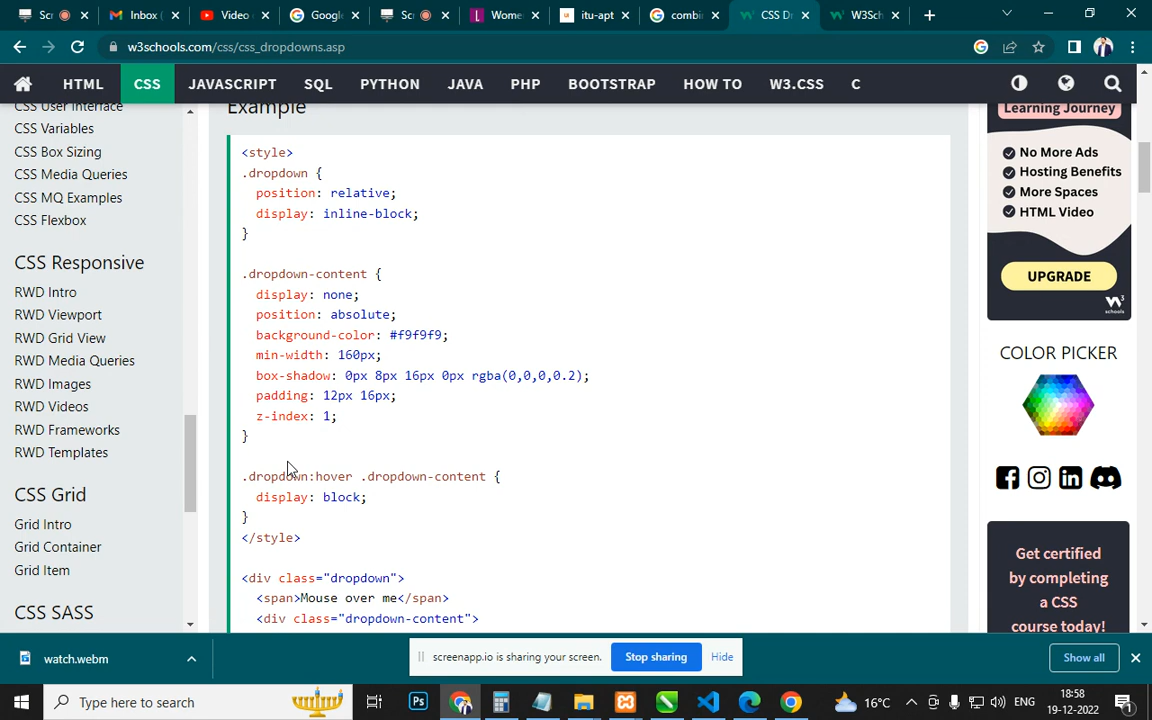 Scr
Inbox (
Video
Google
Scr
Wome
itu-apt
combi
CSS Dr
W3Sch
w3schools.com/css/css_dropdowns.asp
HTML
CSS
JAVASCRIPT
SQL
PYTHON
JAVA
PHP
BOOTSTRAP
HOW TO
W3.CSS
C
CSS User Interface
CSS Variables
CSS Box Sizing
CSS Media Queries
CSS MQ Examples
CSS Flexbox
CSS Responsive
RWD Intro
RWD Viewport
RWD Grid View
RWD Media Queries
RWD Images
RWD Videos
RWD Frameworks
RWD Templates
CSS Grid
Grid Intro
Grid Container
Grid Item
CSS SASS
Example
<style>
.dropdown {
position: relative;
display: inline-block;
}
.dropdown-content {
display: none;
position: absolute;
background-color: #f9f9f9;
min-width: 160px;
box-shadow: 0px 8px 16px 0px rgba(0,0,0,0.2);
padding: 12px 16px;
z-index: 1;
}
.dropdown:hover .dropdown-content {
display: block;
}
</style>
<div class="dropdown">
<span>Mouse over me</span>
<div class="dropdown-content">
Learning Journey
No More Ads
Hosting Benefits
More Spaces
HTML Video
UPGRADE
W3
schools
COLOR PICKER
Get certified
by completing
a CSS
course today!
watch.webm
screenapp.io is sharing your screen.
Stop sharing
Hide
Show all
Type here to search
Ps
16°C
ENG
18:58
19-12-2022
1